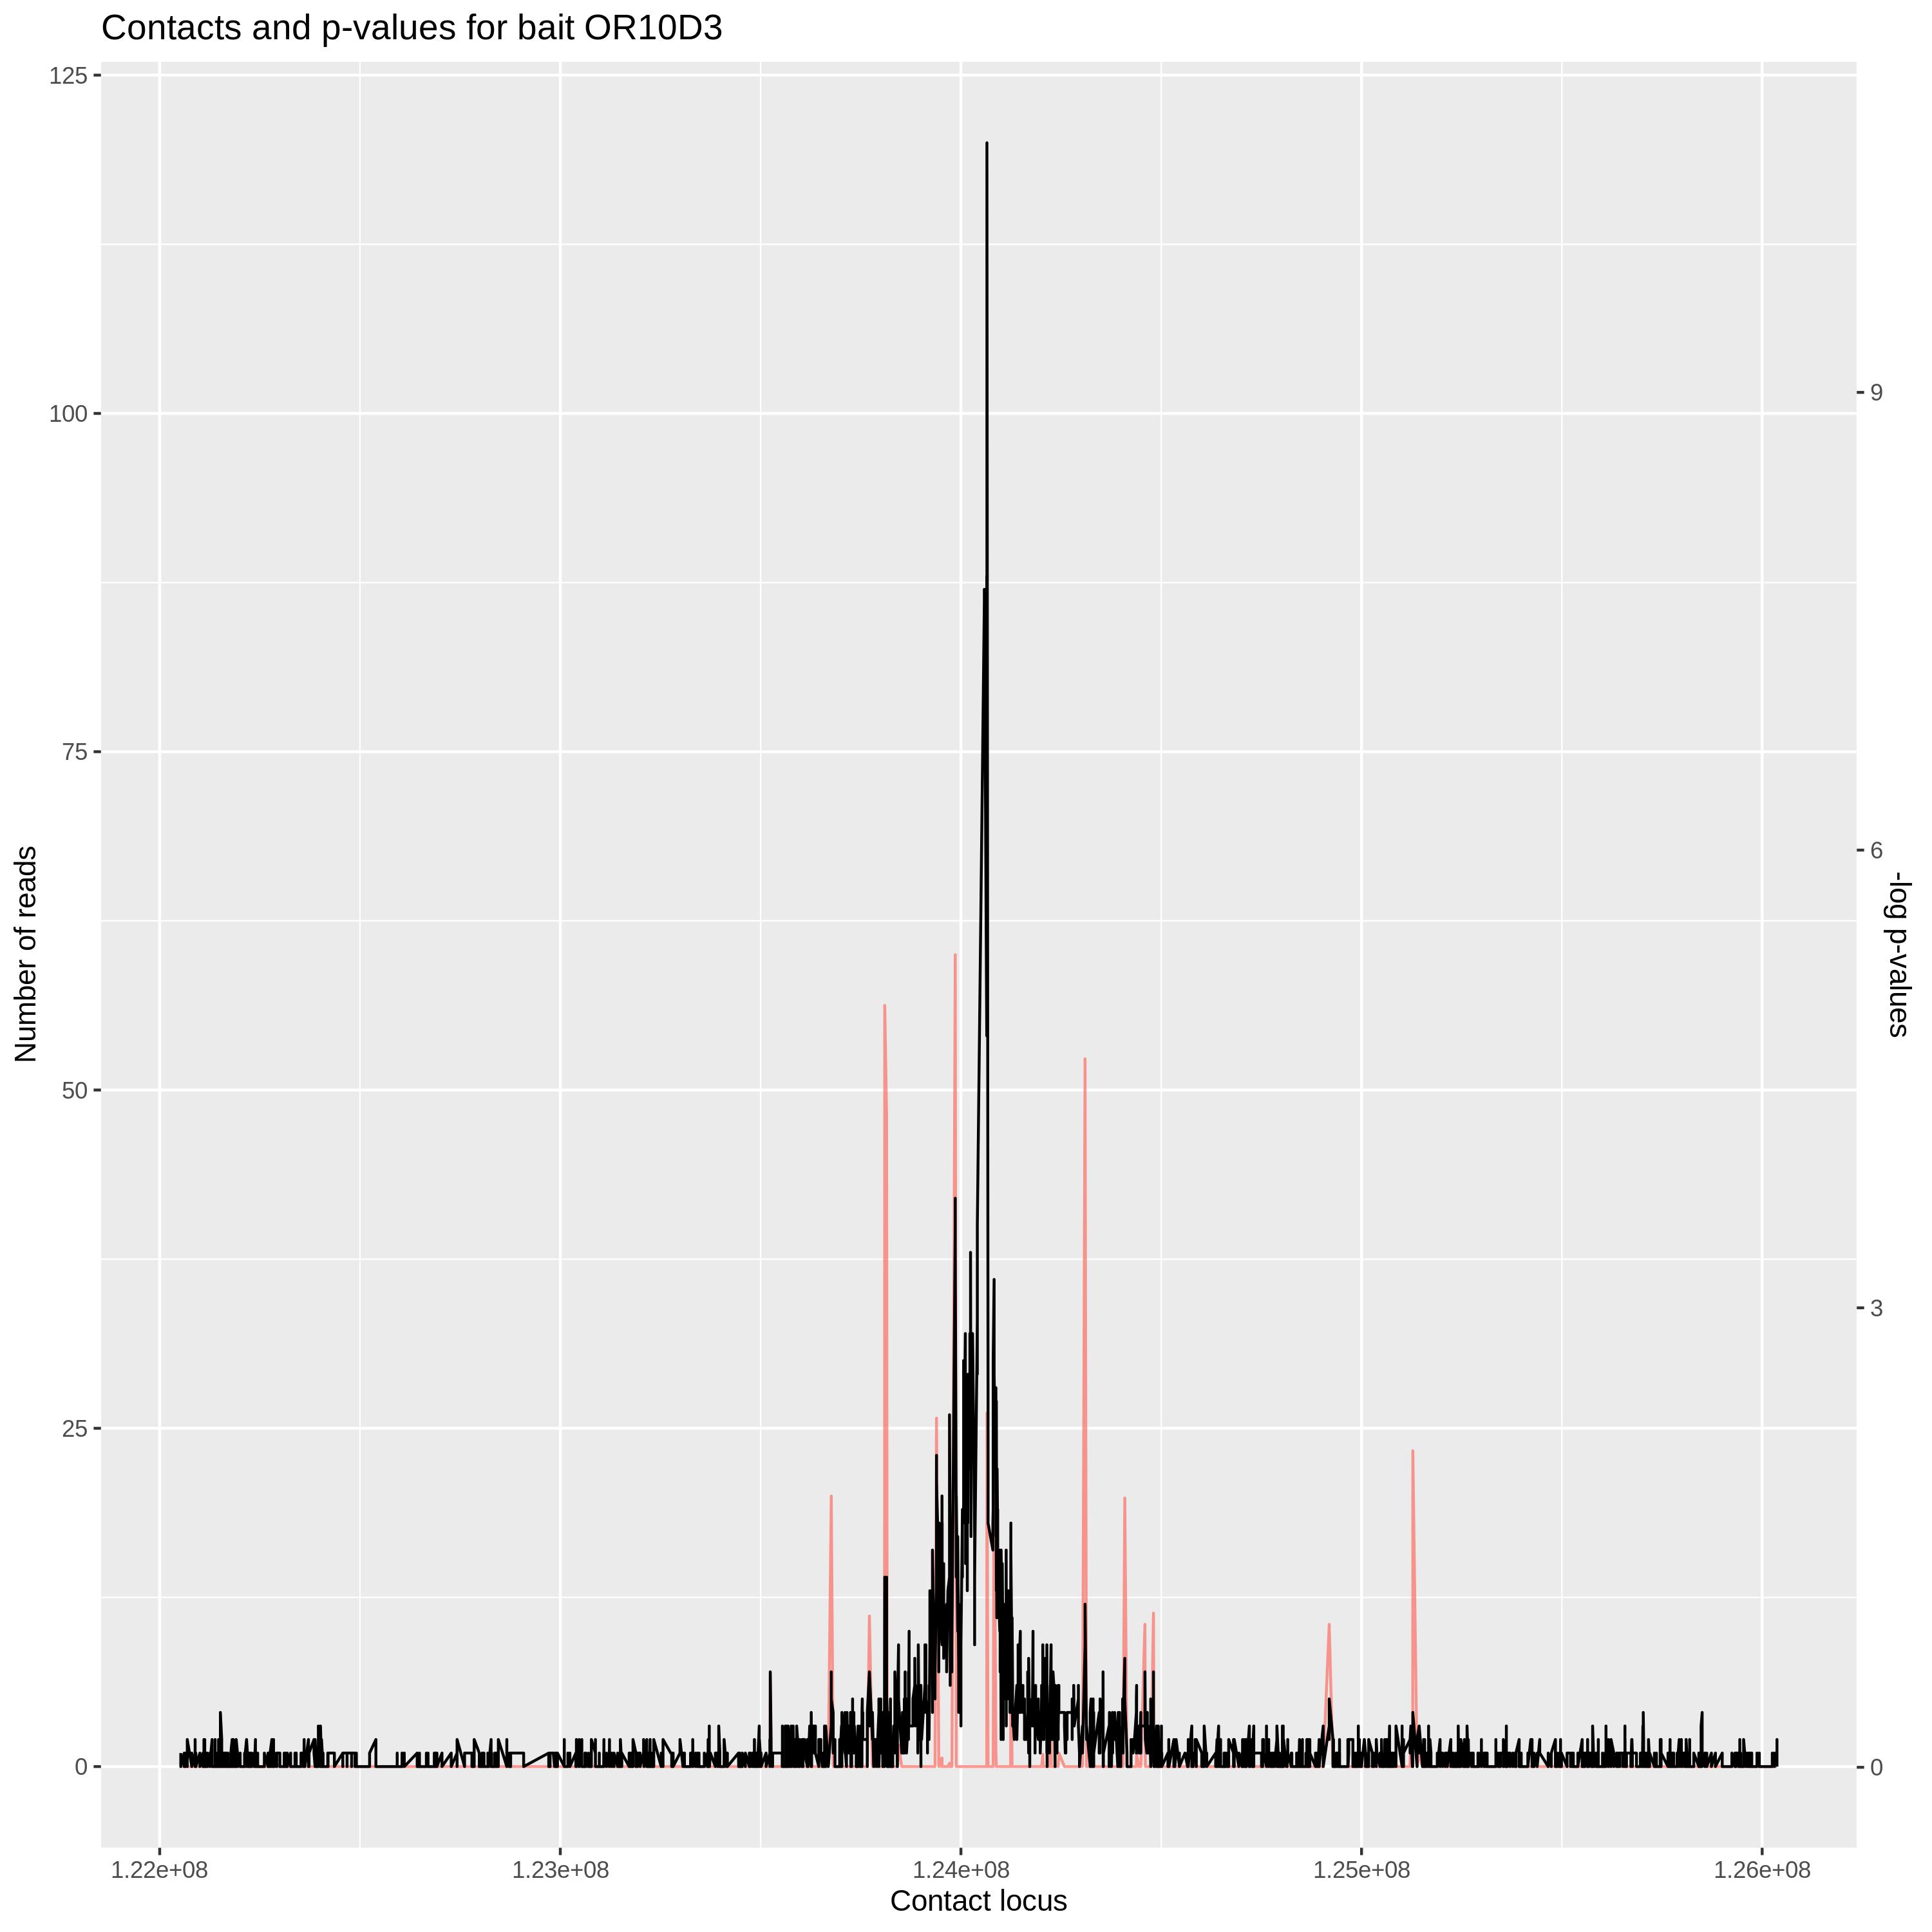 Contacts and p-values for bait OR10D3
125
100
75
50
25
0
Number of reads
9
6
3
0
-log p-values
1.22e+08
1.23e+08
1.24e+08
1.25e+08
1.26e+08
Contact locus